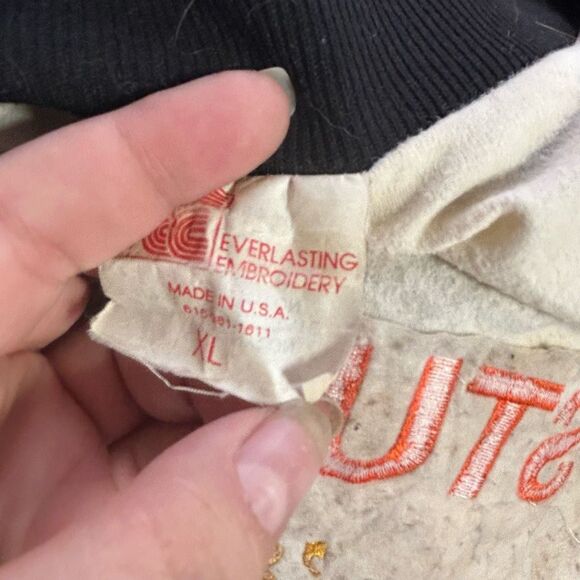 EVERLASTING
EMBROIDERY
MADE IN U.S.A.
XL
UT